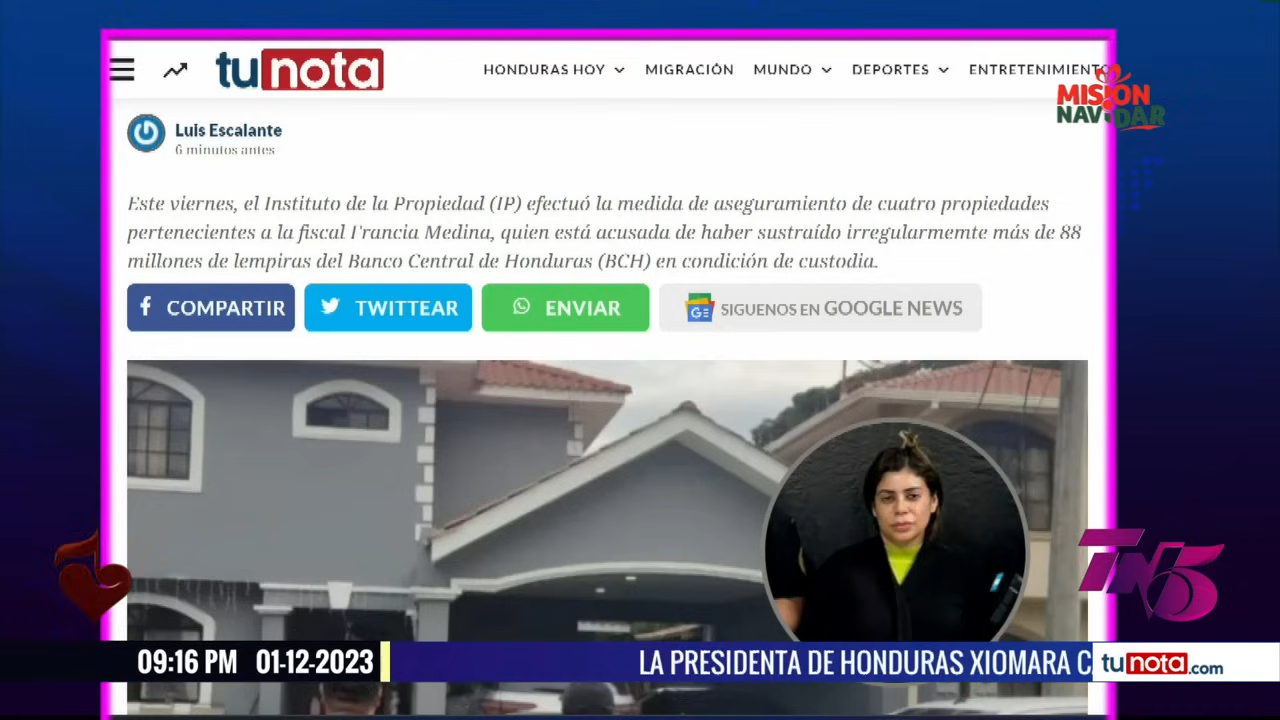 tunota
HONDURAS HOY MIGRACIÓN MUNDO DEPORTES ENTRETENIMIENTO
MISION
NAVIDAR
Luis Escalante
6 minutos antes
Este viernes, el Instituto de la Propiedad (IP) efectuó la medida de aseguramiento de cuatro propiedades
pertenecientes a la fiscal Francia Medina, quien está acusada de haber sustraído irregularmemte más de 88
millones de lempiras del Banco Central de Honduras (BCH) en condición de custodia.
COMPARTIR TWITTEAR ENVIAR SIGUENOS EN GOOGLE NEWS
TN5
09:16 PM 01-12-2023 LA PRESIDENTA DE HONDURAS XIOMARA C tunota.com